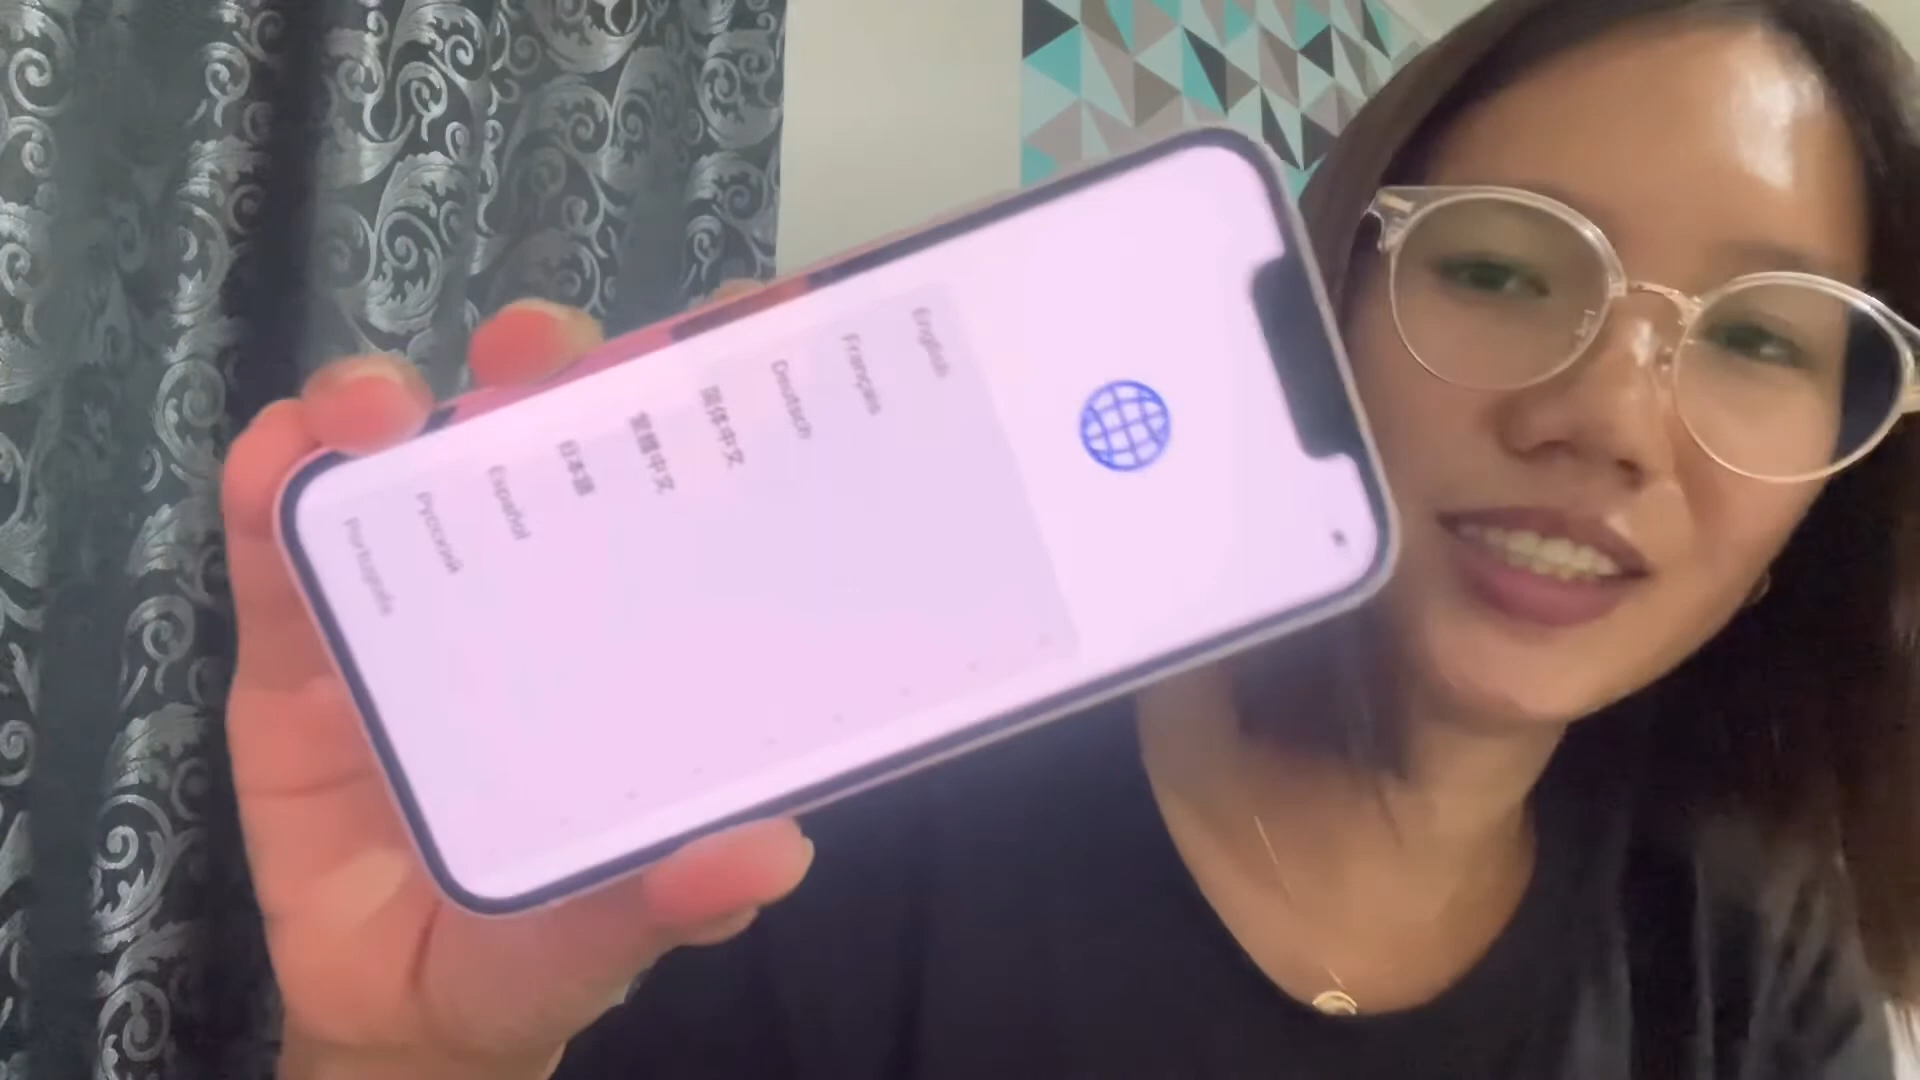 English
Français
Deutsch
简体中文
繁體中文
日本語
Español
Русский
Português